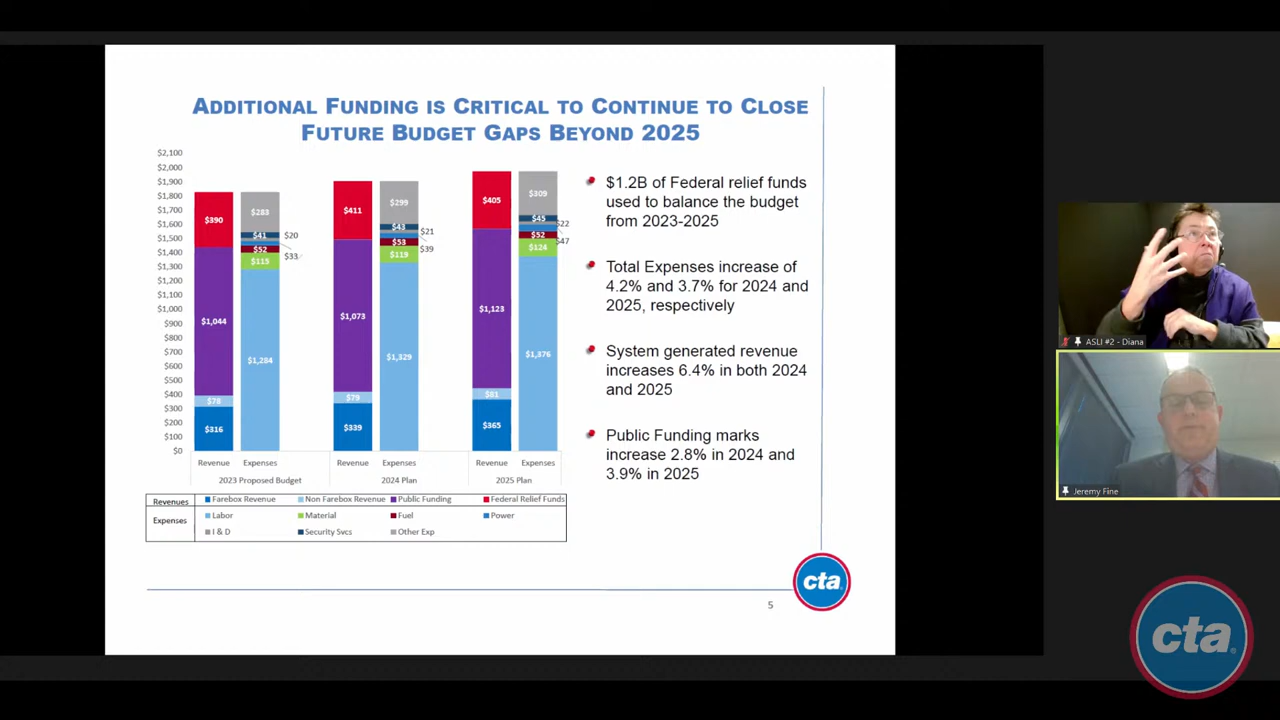 ADDITIONAL FUNDING IS CRITICAL TO CONTINUE TO CLOSE
FUTURE BUDGET GAPS BEYOND 2025
$2,100
$2,000
$1,900
$1,800
$1,700
$1,600
$1,500
$1,400
$1,300
$1,200
$1,100
$1,000
$900
$800
$700
$600
$500
$400
$300
$200
$100
$0
$390
$1,044
$78
$316
$283
$41
$20
$52
$33
$115
$1,284
$411
$1,073
$79
$339
$299
$43
$21
$53
$39
$119
$1,329
$405
$1,123
$81
$365
$309
$45
$22
$52
$47
$124
$1,376
Revenue Expenses Revenue Expenses Revenue Expenses
2023 Proposed Budget 2024 Plan 2025 Plan
Revenues Farebox Revenue Non Farebox Revenue Public Funding Federal Relief Funds
Expenses Labor Material Fuel Power
I & D Security Svcs Other Exp
$1.2B of Federal relief funds
used to balance the budget
from 2023-2025
Total Expenses increase of
4.2% and 3.7% for 2024 and
2025, respectively
System generated revenue
increases 6.4% in both 2024
and 2025
Public Funding marks
increase 2.8% in 2024 and
3.9% in 2025
cta
5
ASLI #2 - Diana
Jeremy Fine
cta